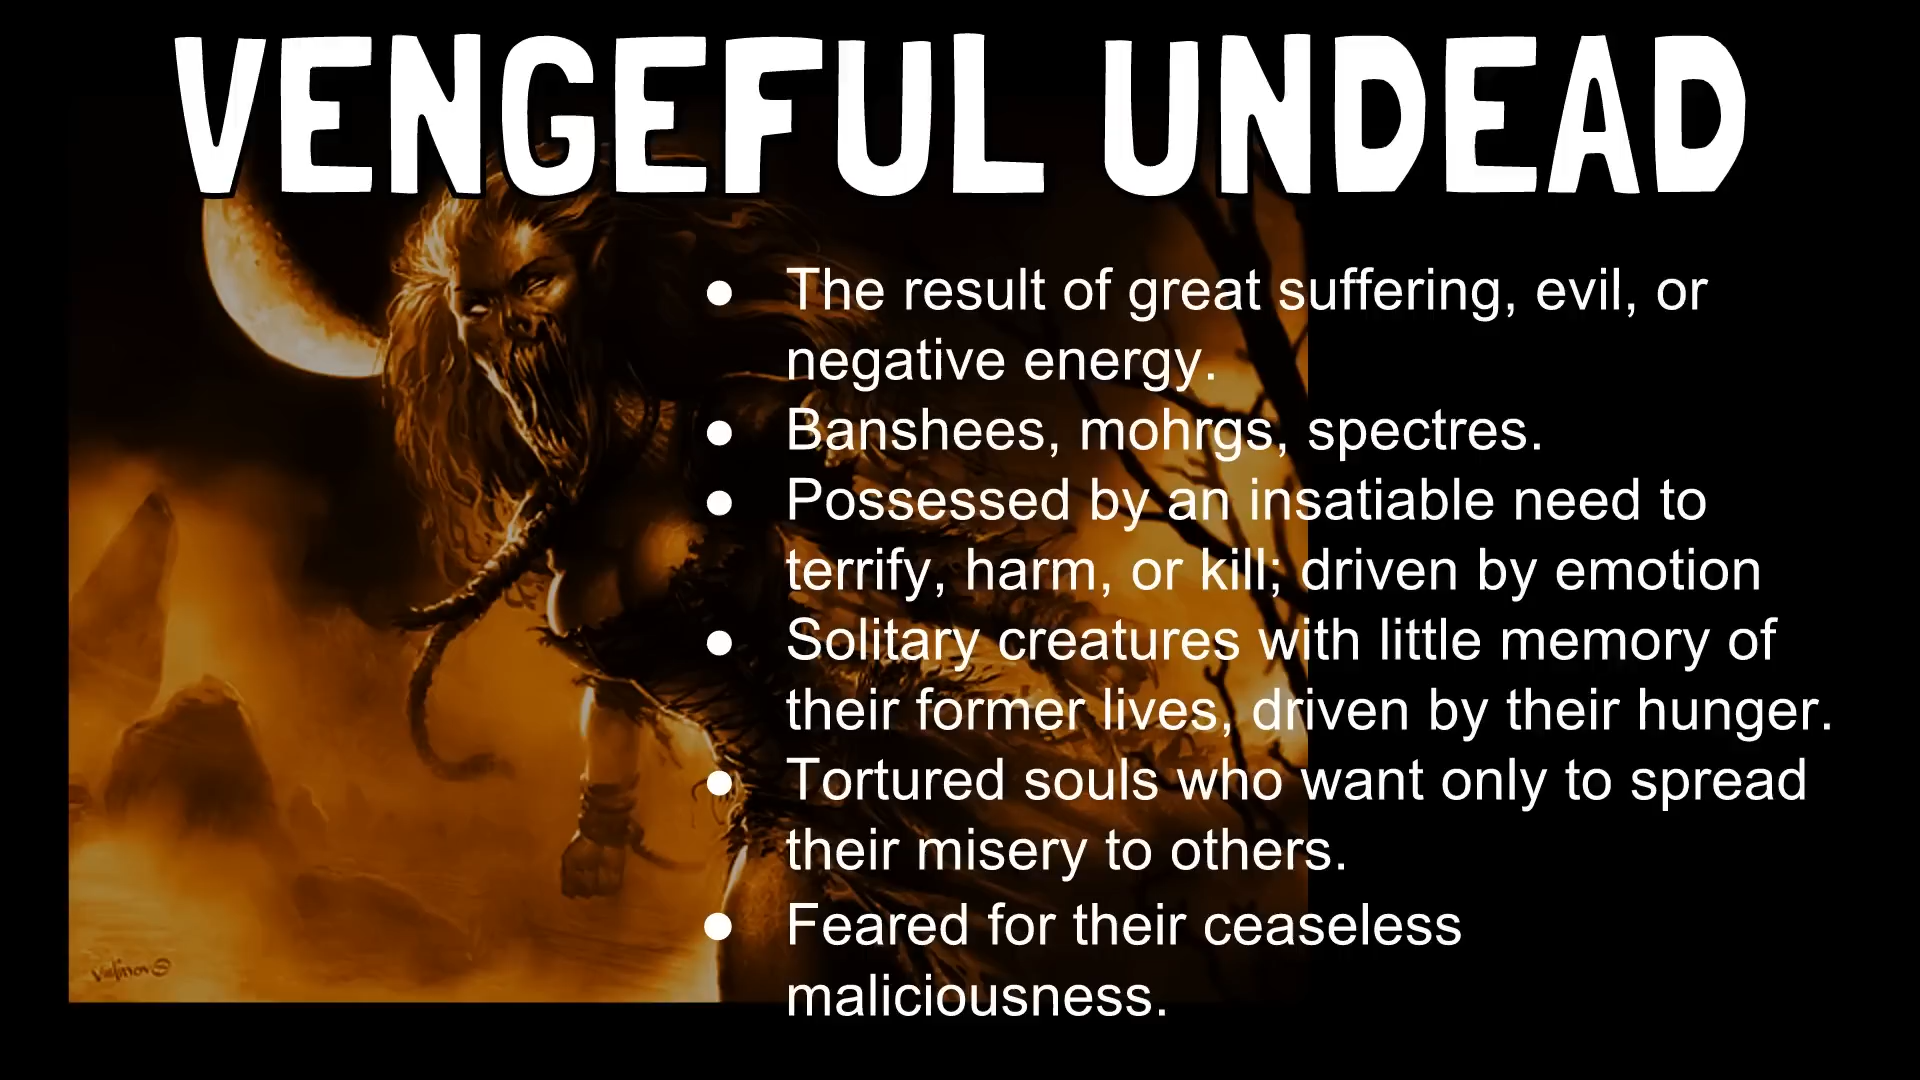 VENGEFUL UNDEAD
● The result of great suffering, evil, or
negative energy.
● Banshees, mohrgs, spectres.
● Possessed by an insatiable need to
terrify, harm, or kill; driven by emotion
● Solitary creatures with little memory of
their former lives, driven by their hunger.
● Tortured souls who want only to spread
their misery to others.
● Feared for their ceaseless
maliciousness.